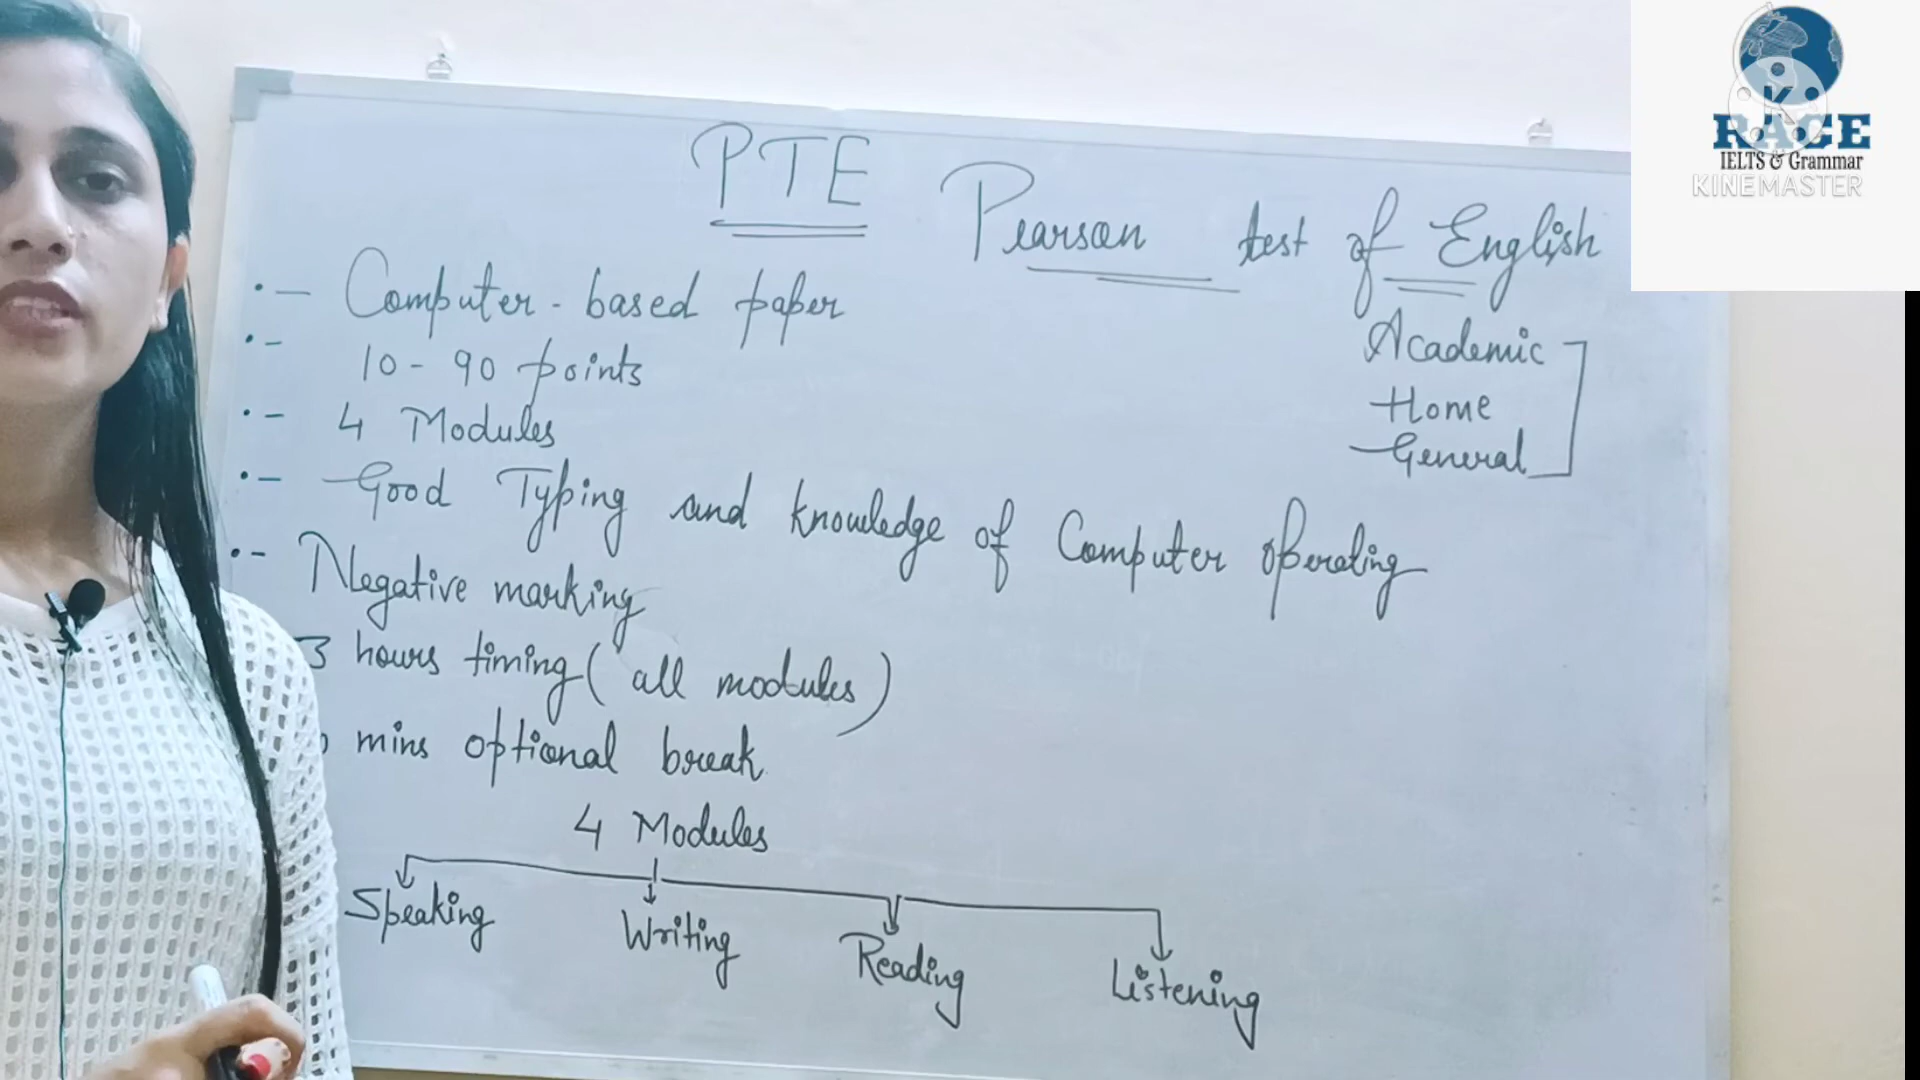 PTE Pearson test of English
Academic
Home
General
Computer-based paper
10 - 90 points
4 Modules
Good Typing and knowledge of Computer operating
Negative marking
3 hours timing (all modules)
mins optional break
4 Modules
Speaking
Writing
Reading
Listening
RACE
IELTS & Grammar
KINEMASTER